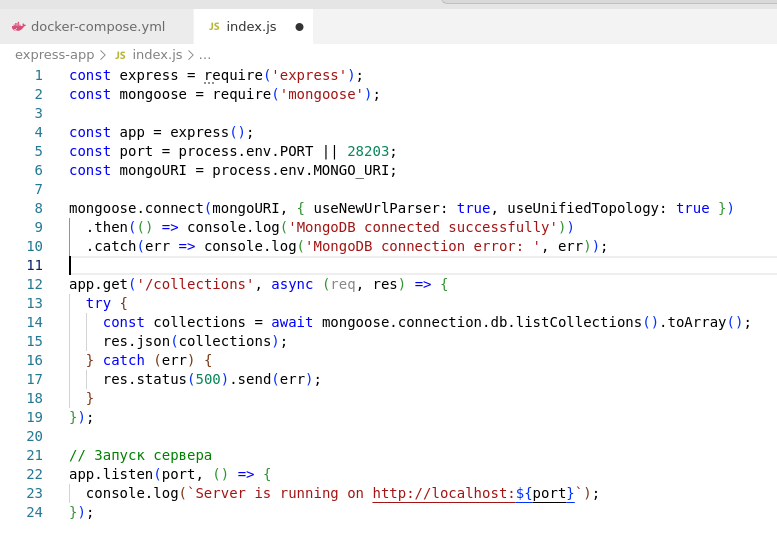 docker-compose.yml
JS index.js ●
express-app > JS index.js > ...
1 const express = require('express');
2 const mongoose = require('mongoose');
3
4 const app = express();
5 const port = process.env.PORT || 28203;
6 const mongoURI = process.env.MONGO_URI;
7
8 mongoose.connect(mongoURI, { useNewUrlParser: true, useUnifiedTopology: true })
9   .then(() => console.log('MongoDB connected successfully'))
10   .catch(err => console.log('MongoDB connection error: ', err));
11
12 app.get('/collections', async (req, res) => {
13   try {
14     const collections = await mongoose.connection.db.listCollections().toArray();
15     res.json(collections);
16   } catch (err) {
17     res.status(500).send(err);
18   }
19 });
20
21 // Запуск сервера
22 app.listen(port, () => {
23   console.log(`Server is running on http://localhost:${port}`);
24 });